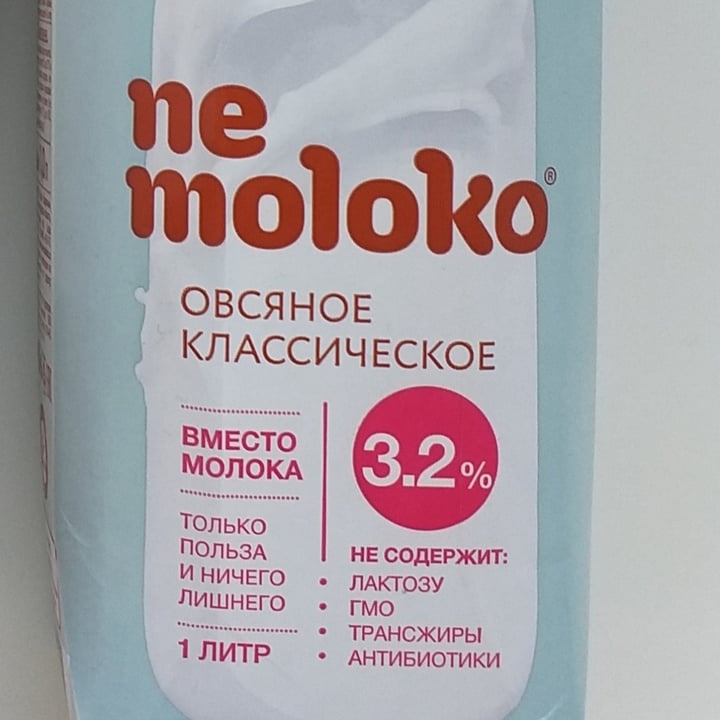 ne
moloko®
ОВСЯНОЕ
КЛАССИЧЕСКОЕ
ВМЕСТО
МОЛОКА
ТОЛЬКО
ПОЛЬЗА
И НИЧЕГО
ЛИШНЕГО
1 ЛИТР
3.2%
НЕ СОДЕРЖИТ:
• ЛАКТОЗУ
• ГМО
• ТРАНСЖИРЫ
• АНТИБИОТИКИ